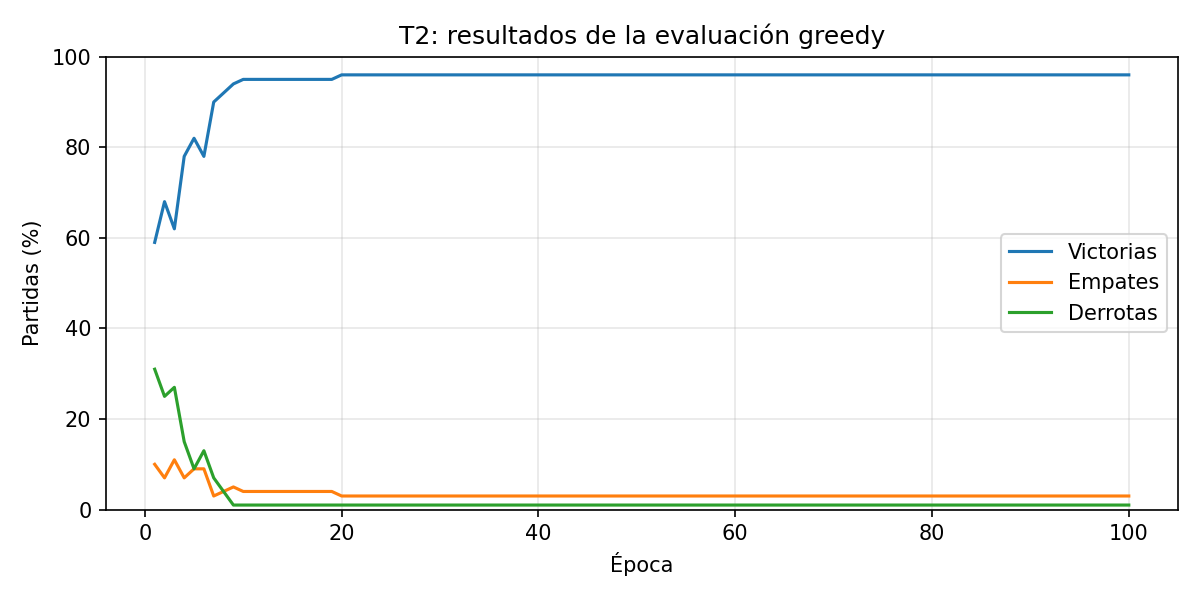 T2: resultados de la evaluación greedy
100
80
60
40
20
0
Partidas (%)
Victorias
Empates
Derrotas
0 20 40 60 80 100
Época